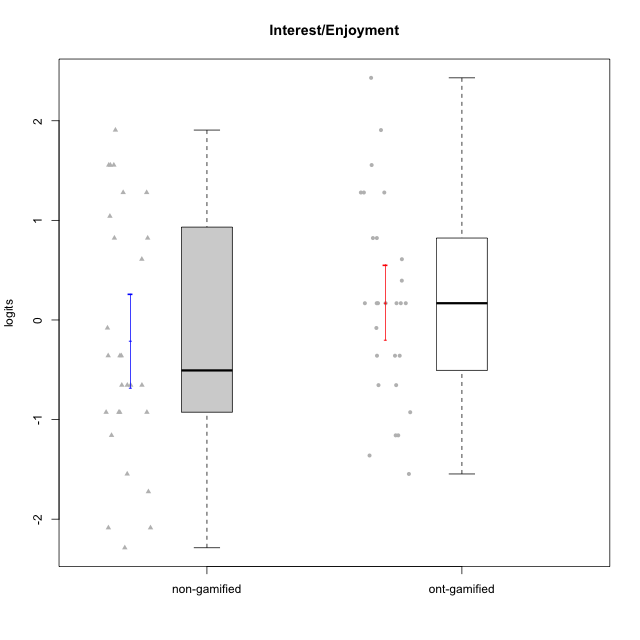 Interest/Enjoyment
logits
2
1
0
-1
-2
non-gamified
ont-gamified